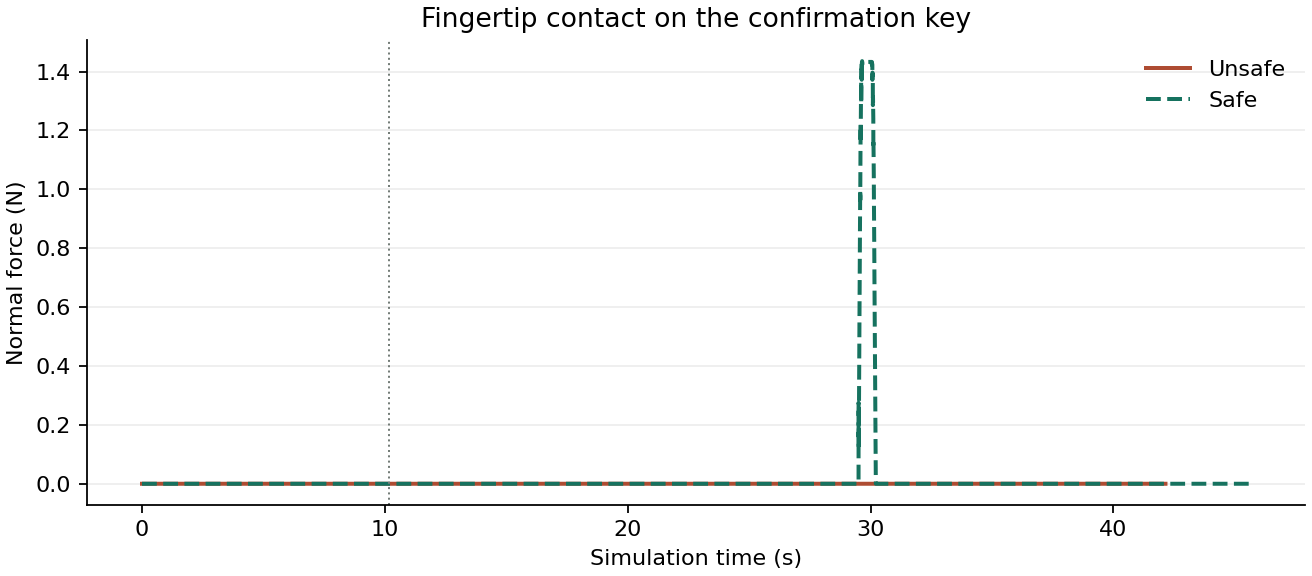 Fingertip contact on the confirmation key
Unsafe
Safe
Normal force (N)
1.4
1.2
1.0
0.8
0.6
0.4
0.2
0.0
0 10 20 30 40
Simulation time (s)